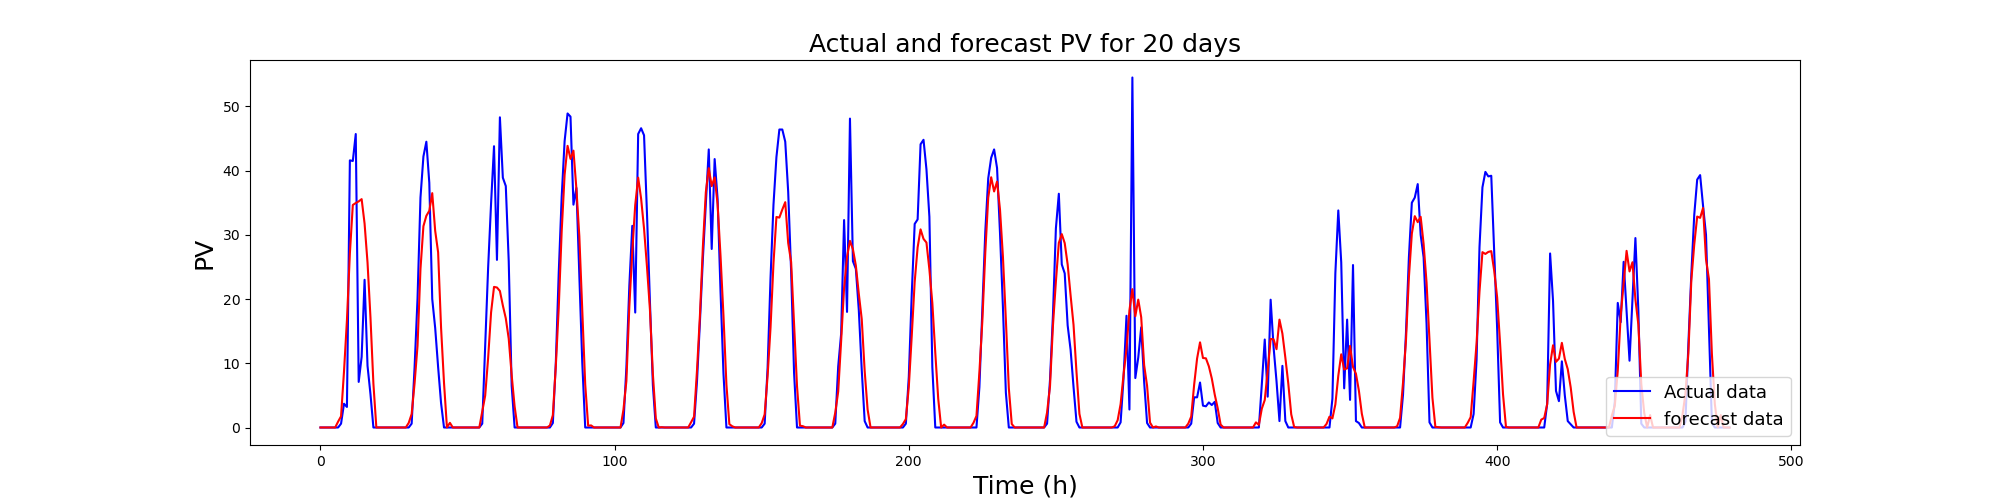 Actual and forecast PV for 20 days
PV
50
40
30
20
10
0
0 100 200 300 400 500
Time (h)
Actual data
forecast data